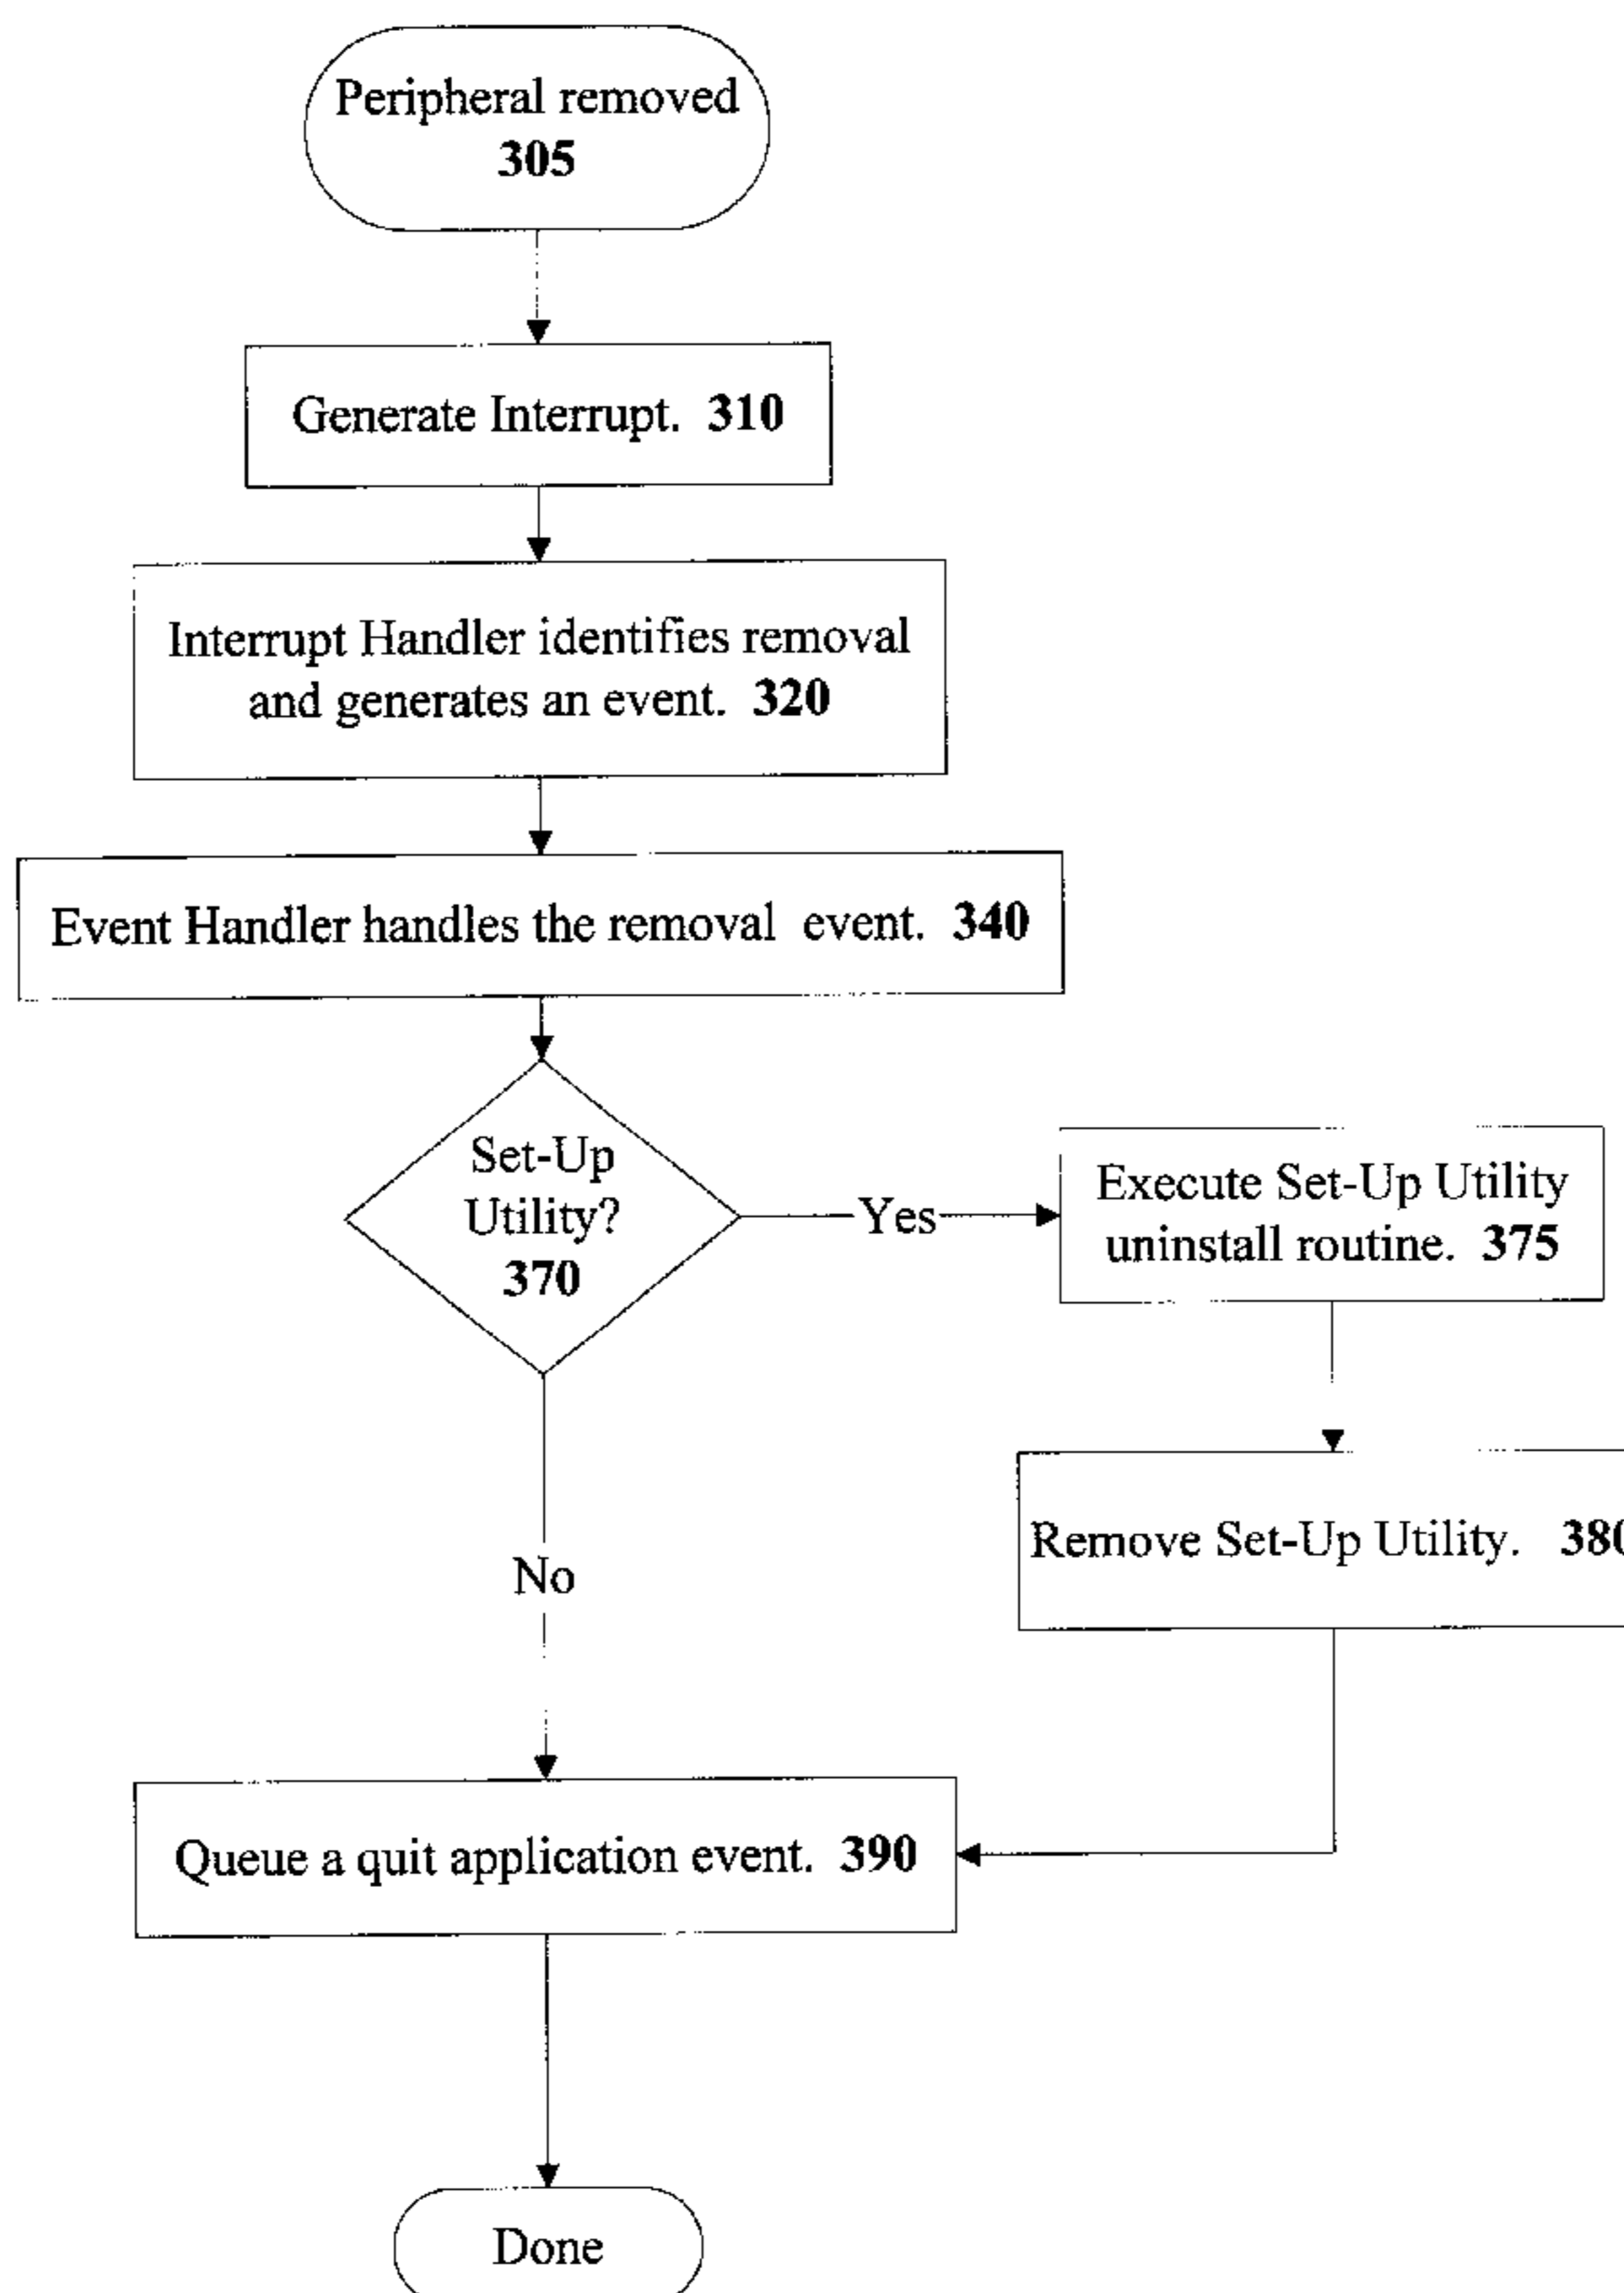 Peripheral removed
305
Generate Interrupt. 310
Interrupt Handler identifies removal
and generates an event. 320
Event Handler handles the removal event. 340
Set-Up
Utility?
370
Yes
Execute Set-Up Utility
uninstall routine. 375
Remove Set-Up Utility. 380
No
Queue a quit application event. 390
Done